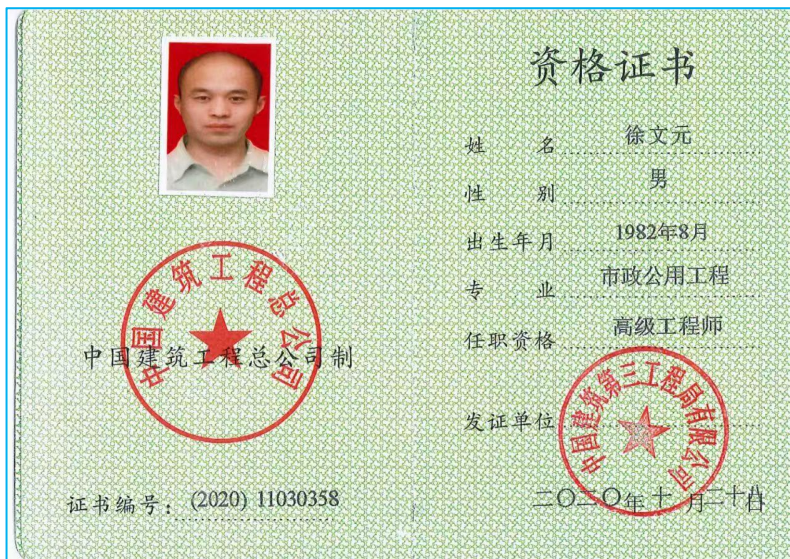 中国建筑工程总公司
中国建筑工程总公司制
证书编号：(2020) 11030358
资格证书
姓 名 徐文元
性 别 男
出生年月 1982年8月
专 业 市政公用工程
任职资格 高级工程师
发证单位
中国建筑第三工程局有限公司
二〇二〇年十月二十八日